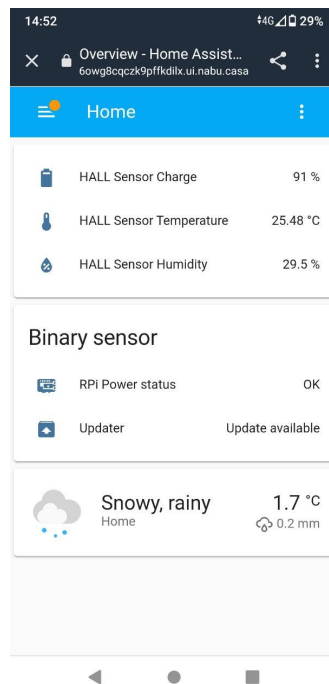 14:52 4G 29%
Overview - Home Assist...
6owg8cqczk9pffkdilx.ui.nabu.casa
Home
HALL Sensor Charge 91 %
HALL Sensor Temperature 25.48 °C
HALL Sensor Humidity 29.5 %
Binary sensor
RPi Power status OK
Updater Update available
Snowy, rainy 1.7 °C
Home 0.2 mm